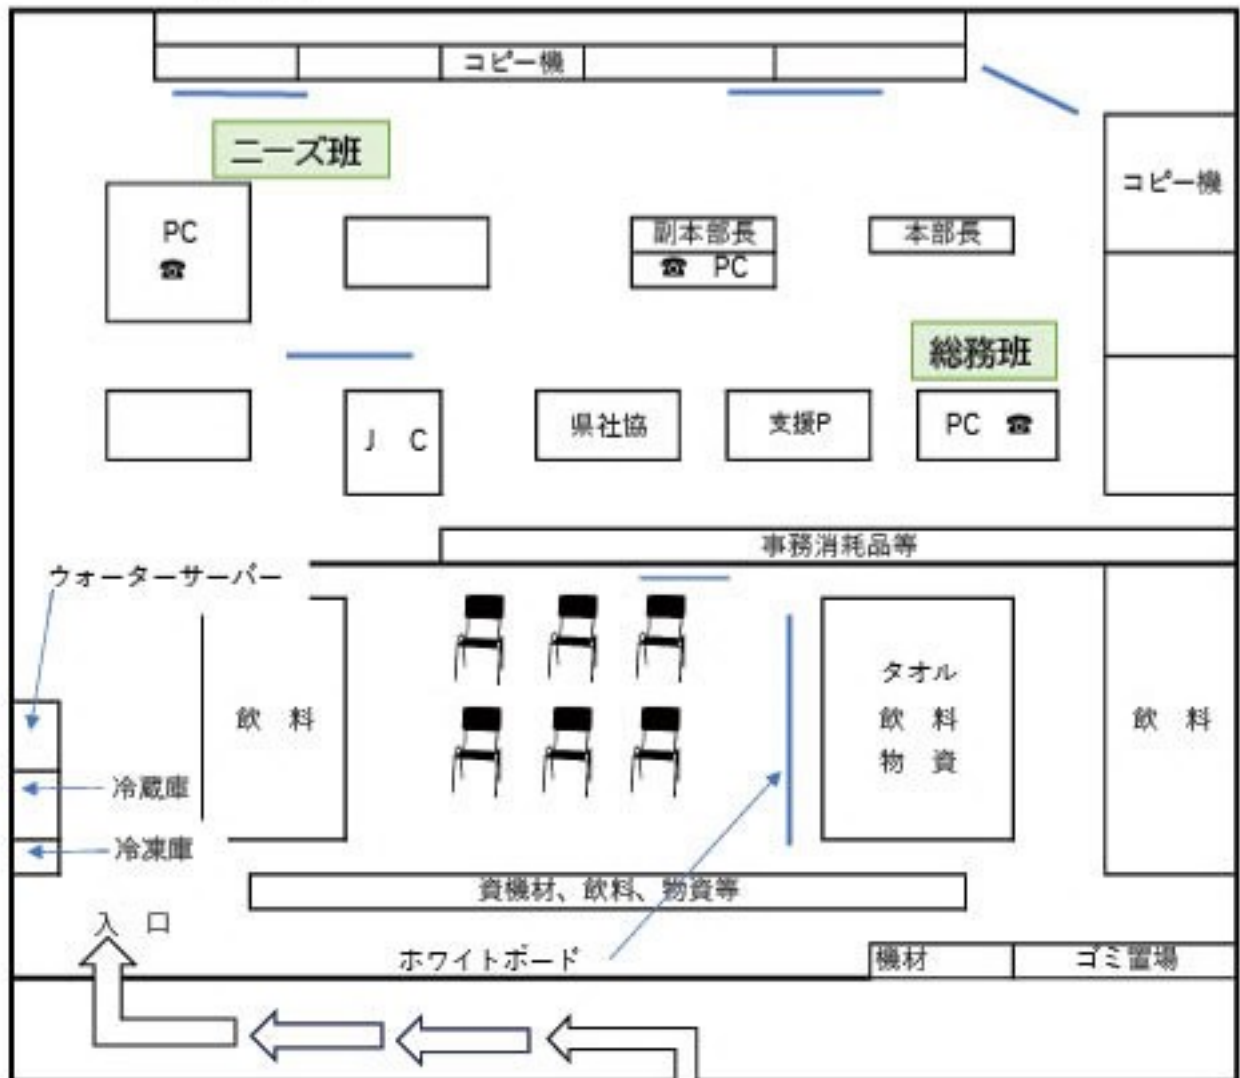 コピー機
ニーズ班
コピー機
PC
☎
副本部長
☎ PC
本部長
総務班
J C
県社協
支援P
PC ☎
事務消耗品等
ウォーターサーバー
飲 料
タオル
飲 料
物 資
飲 料
冷蔵庫
冷凍庫
資機材、飲料、物資等
入 口
ホワイトボード
機材
ゴミ置場